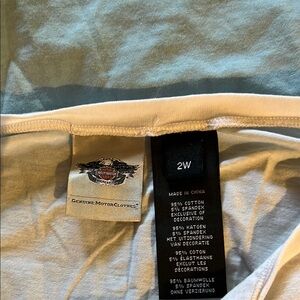 GENUINE MOTORCLOTHES
2W
MADE IN CHINA
95% COTTON
5% SPANDEX
EXCLUSIVE OF
DECORATION
95% KATOEN
5% SPANDEX
MET UITZONDERING
VAN DECORATIE
95% COTON
5% ELASTHANNE
EXCLUT LES
DÉCORATIONS
95% BAUMWOLLE
5% SPANDEX
OHNE VERZIERUNG